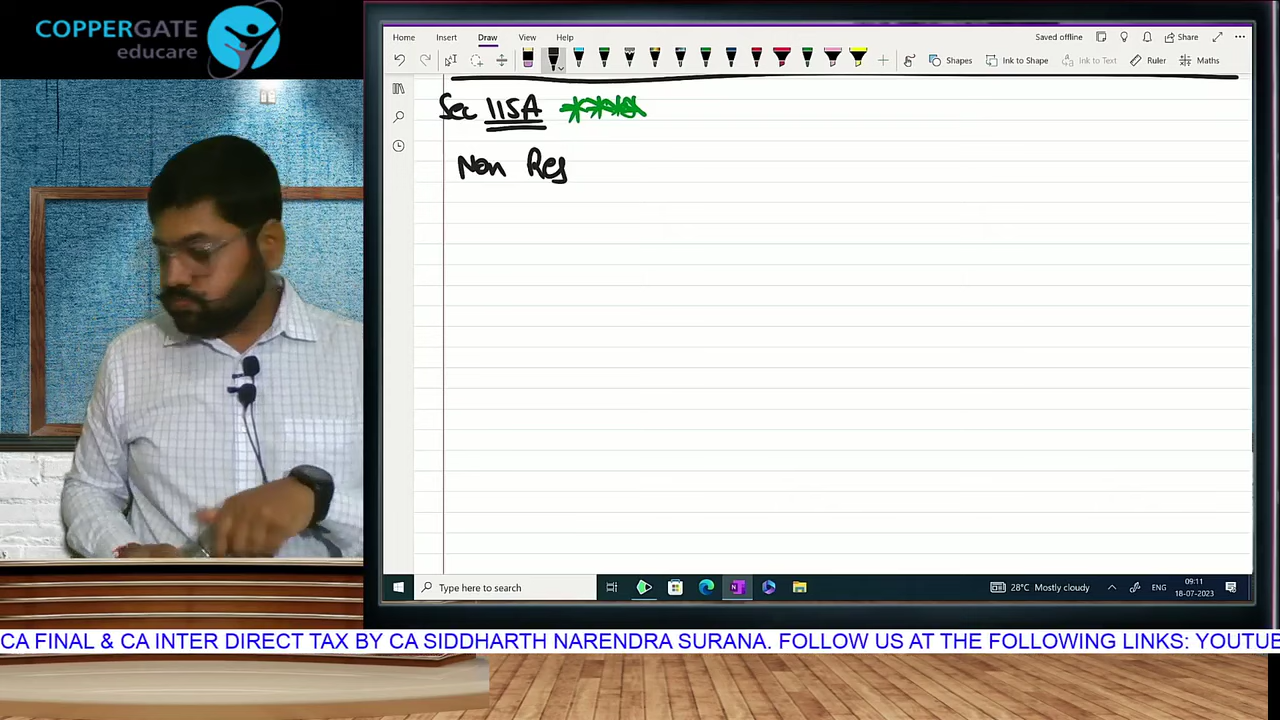 COPPERGATE
educare
Home Insert Draw View Help
Saved offline
Share
Shapes
Ink to Shape
Ink to Text
Ruler
Maths
Sec 115A ****
Non Res
Type here to search
28°C Mostly cloudy
ENG
09:11
18-07-2023
CA FINAL & CA INTER DIRECT TAX BY CA SIDDHARTH NARENDRA SURANA. FOLLOW US AT THE FOLLOWING LINKS: YOUTUBE